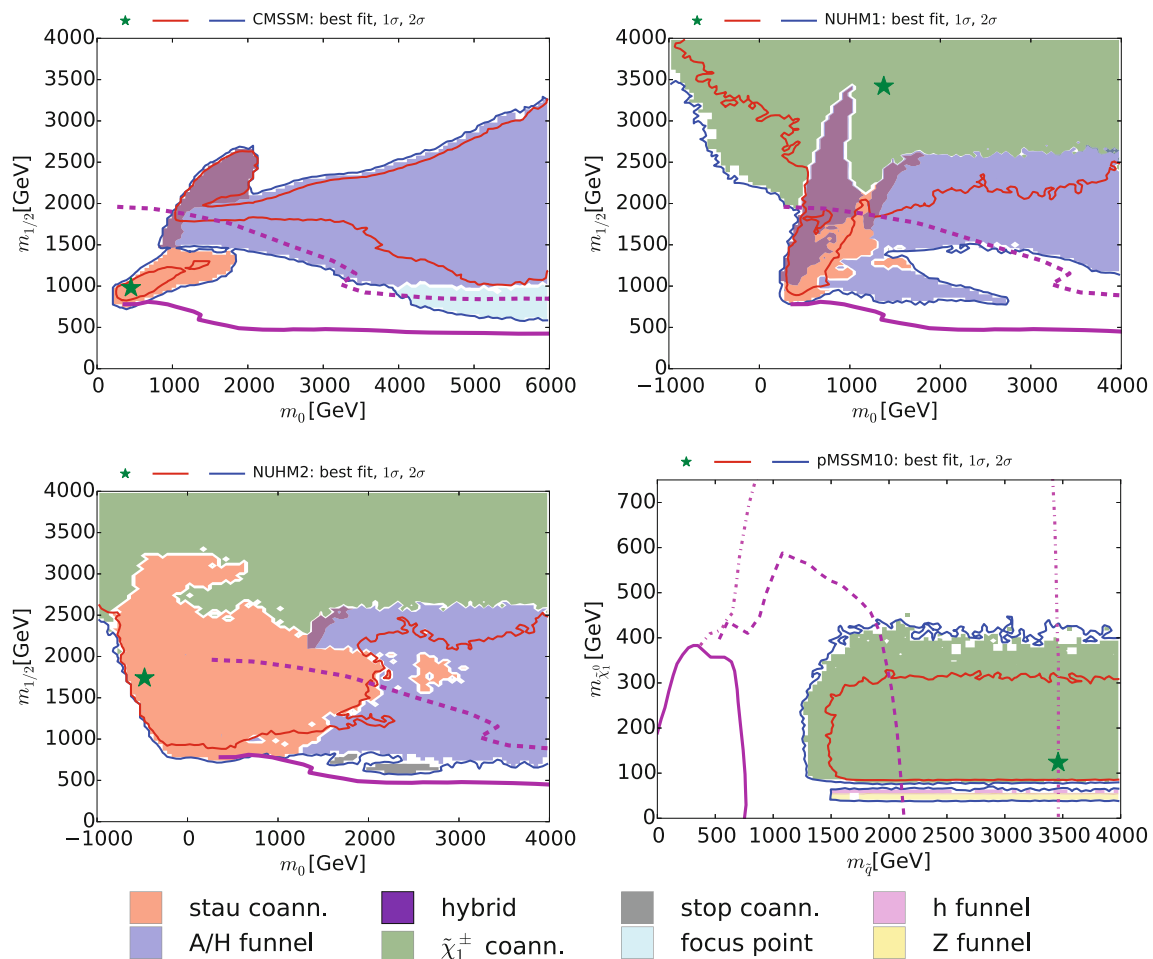 CMSSM: best fit, 1σ, 2σ
4000
3500
3000
2500
2000
1500
1000
500
0
m₁/₂[GeV]
0 1000 2000 3000 4000 5000 6000
m₀[GeV]
NUHM1: best fit, 1σ, 2σ
4000
3500
3000
2500
2000
1500
1000
500
0
m₁/₂[GeV]
−1000 0 1000 2000 3000 4000
m₀[GeV]
NUHM2: best fit, 1σ, 2σ
4000
3500
3000
2500
2000
1500
1000
500
0
m₁/₂[GeV]
−1000 0 1000 2000 3000 4000
m₀[GeV]
pMSSM10: best fit, 1σ, 2σ
700
600
500
400
300
200
100
0
m_χ̃₁⁰[GeV]
0 500 1000 1500 2000 2500 3000 3500 4000
m_q̃[GeV]
stau coann. hybrid stop coann. h funnel
A/H funnel χ̃₁± coann. focus point Z funnel